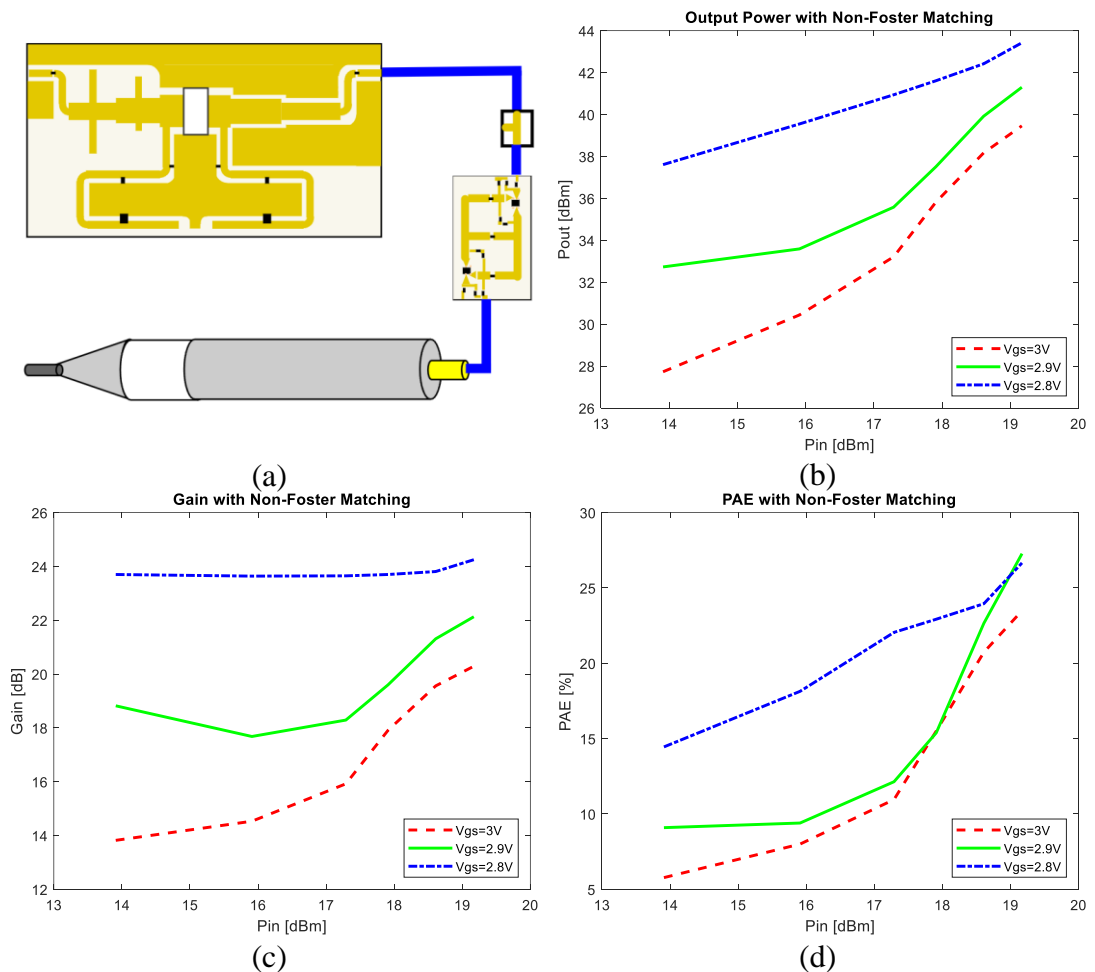 Output Power with Non-Foster Matching
44
42
40
38
36
34
32
30
28
26
Pout [dBm]
Vgs=3V
Vgs=2.9V
Vgs=2.8V
13 14 15 16 17 18 19 20
Pin [dBm]
(a)
(b)
Gain with Non-Foster Matching
26
24
22
20
18
16
14
12
Gain [dB]
Vgs=3V
Vgs=2.9V
Vgs=2.8V
13 14 15 16 17 18 19 20
Pin [dBm]
(c)
PAE with Non-Foster Matching
30
25
20
15
10
5
PAE [%]
Vgs=3V
Vgs=2.9V
Vgs=2.8V
13 14 15 16 17 18 19 20
Pin [dBm]
(d)